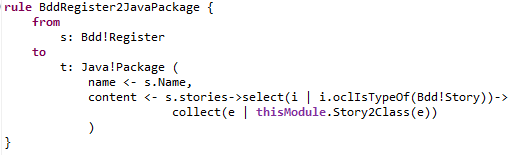 rule BddRegister2JavaPackage {
    from
        s: Bdd!Register
    to
        t: Java!Package (
            name <- s.Name,
            content <- s.stories->select(i | i.oclIsTypeOf(Bdd!Story))->
                        collect(e | thisModule.Story2Class(e))
        )
}